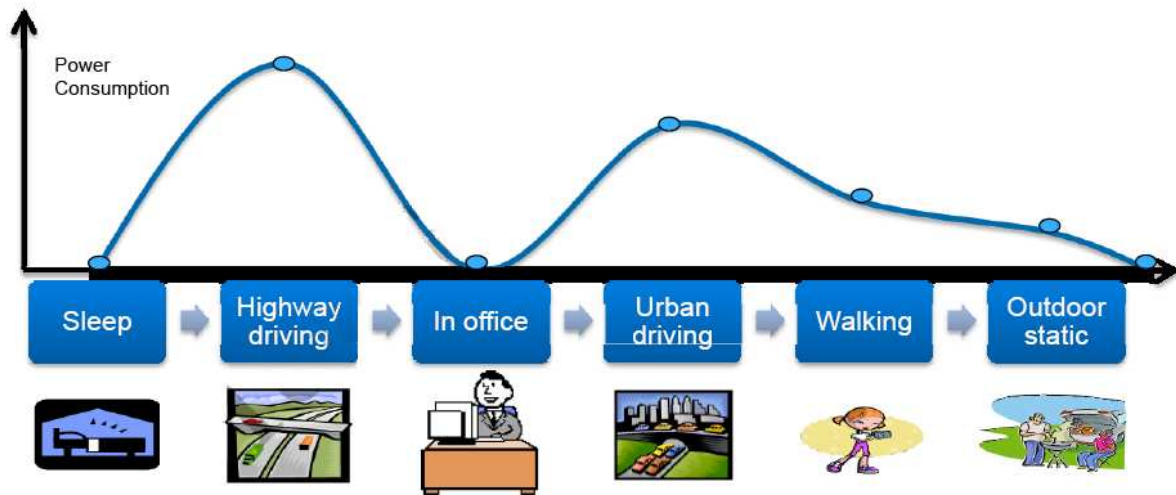 Power
Consumption
Sleep
Highway
driving
In office
Urban
driving
Walking
Outdoor
static